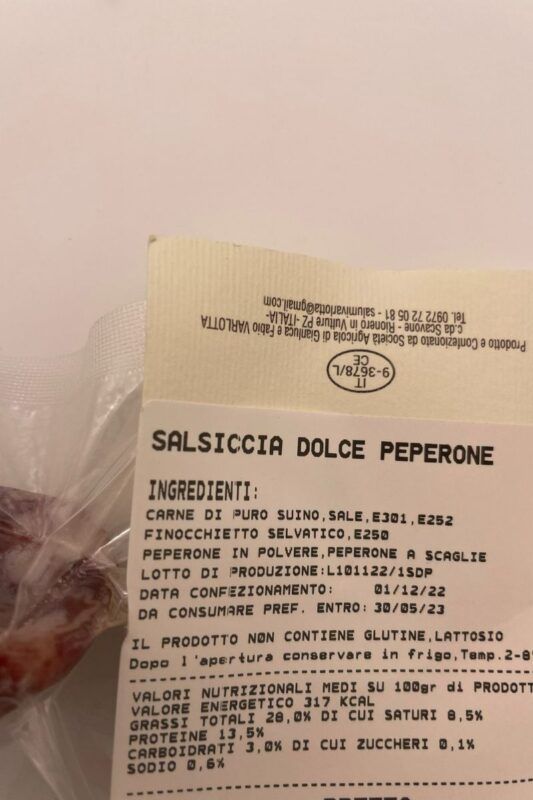 Prodotto e Confezionato da Società Agricola di Gianluca e Fabio VARLOTTA
c.da Scavone - Rionero in Vulture PZ -ITALIA-
Tel. 0972 72 05 81 - salumivarlotta@gmail.com
IT
9-3678/L
CE
SALSICCIA DOLCE PEPERONE
INGREDIENTI:
CARNE DI PURO SUINO,SALE,E301,E252
FINOCCHIETTO SELVATICO,E250
PEPERONE IN POLVERE,PEPERONE A SCAGLIE
LOTTO DI PRODUZIONE:L101122/1SDP
DATA CONFEZIONAMENTO: 01/12/22
DA CONSUMARE PREF. ENTRO: 30/05/23
IL PRODOTTO NON CONTIENE GLUTINE,LATTOSIO
Dopo l'apertura conservare in frigo,Temp.2-8
VALORI NUTRIZIONALI MEDI SU 100gr di PRODOTT
VALORE ENERGETICO 317 KCAL
GRASSI TOTALI 28,0% DI CUI SATURI 8,5%
PROTEINE 13,5%
CARBOIDRATI 3,0% DI CUI ZUCCHERI 0,1%
SODIO 0,6%